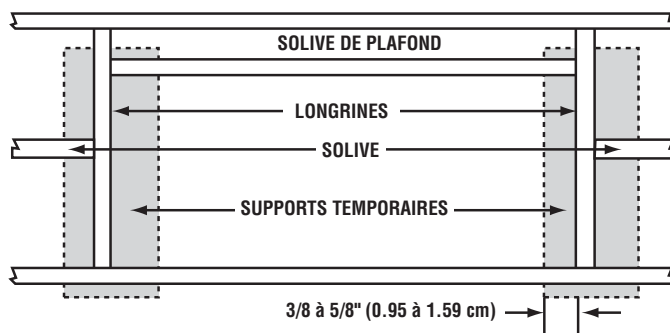 SOLIVE DE PLAFOND
LONGRINES
SOLIVE
SUPPORTS TEMPORAIRES
3/8 à 5/8" (0.95 à 1.59 cm)